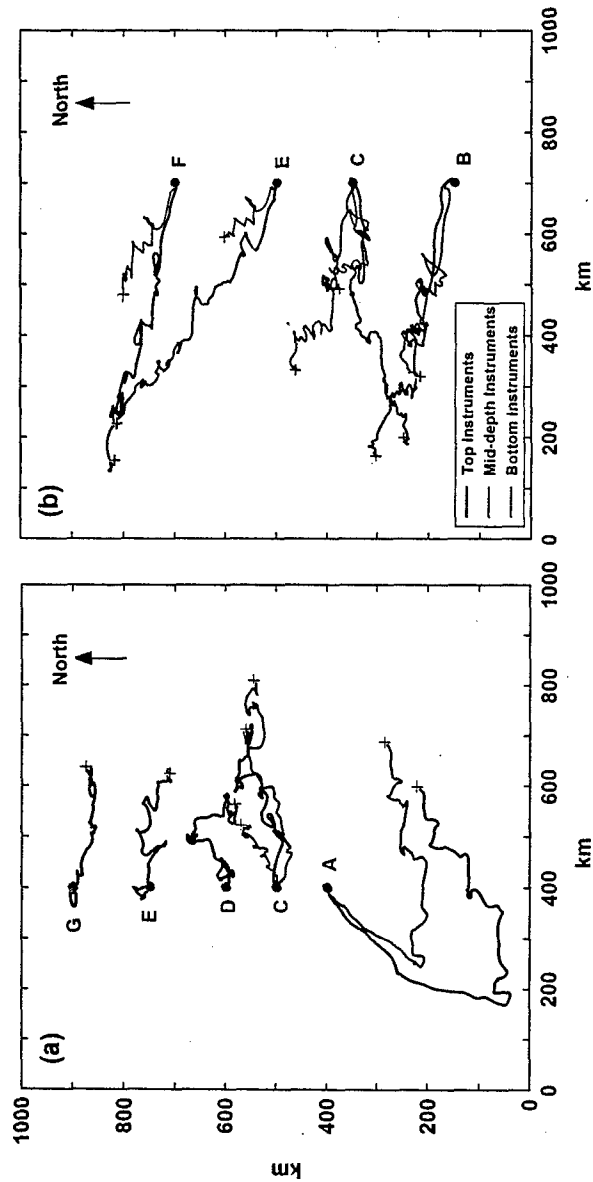 (a)
North
G
E
D
C
A
1000
800
600
400
200
0
km
0
200
400
600
800
1000
km
(b)
North
F
E
C
B
Top Instruments
Mid-depth Instruments
Bottom Instruments
0
200
400
600
800
1000
km